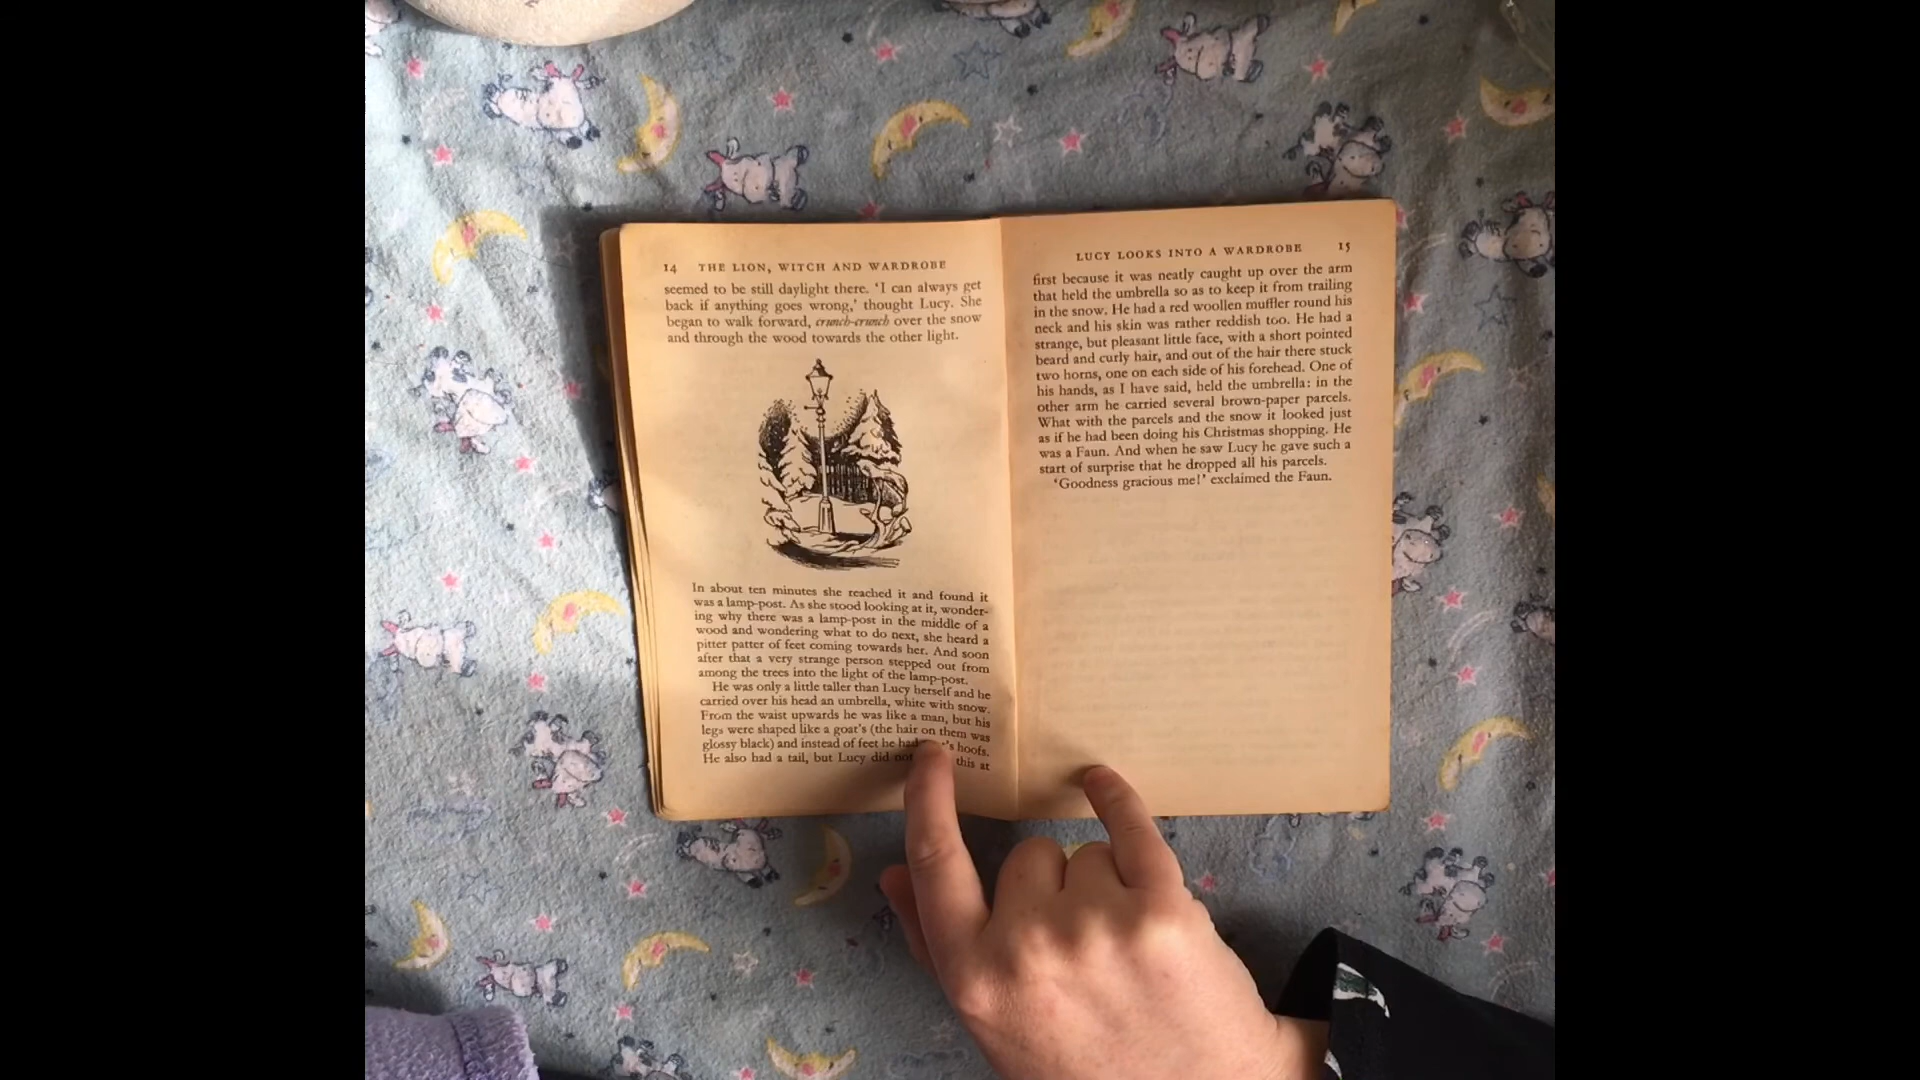 14 THE LION, WITCH AND WARDROBE
seemed to be still daylight there. 'I can always get
back if anything goes wrong,' thought Lucy. She
began to walk forward, crunch-crunch over the snow
and through the wood towards the other light.
In about ten minutes she reached it and found it
was a lamp-post. As she stood looking at it, wonder-
ing why there was a lamp-post in the middle of a
wood and wondering what to do next, she heard a
pitter patter of feet coming towards her. And soon
after that a very strange person stepped out from
among the trees into the light of the lamp-post.
He was only a little taller than Lucy herself and he
carried over his head an umbrella, white with snow.
From the waist upwards he was like a man, but his
legs were shaped like a goat's (the hair on them was
glossy black) and instead of feet he had hoofs.
He also had a tail, but Lucy did this at
LUCY LOOKS INTO A WARDROBE 15
first because it was neatly caught up over the arm
that held the umbrella so as to keep it from trailing
in the snow. He had a red woollen muffler round his
neck and his skin was rather reddish too. He had a
strange, but pleasant little face, with a short pointed
beard and curly hair, and out of the hair there stuck
two horns, one on each side of his forehead. One of
his hands, as I have said, held the umbrella: in the
other arm he carried several brown-paper parcels.
What with the parcels and the snow it looked just
as if he had been doing his Christmas shopping. He
was a Faun. And when he saw Lucy he gave such a
start of surprise that he dropped all his parcels.
'Goodness gracious me!' exclaimed the Faun.